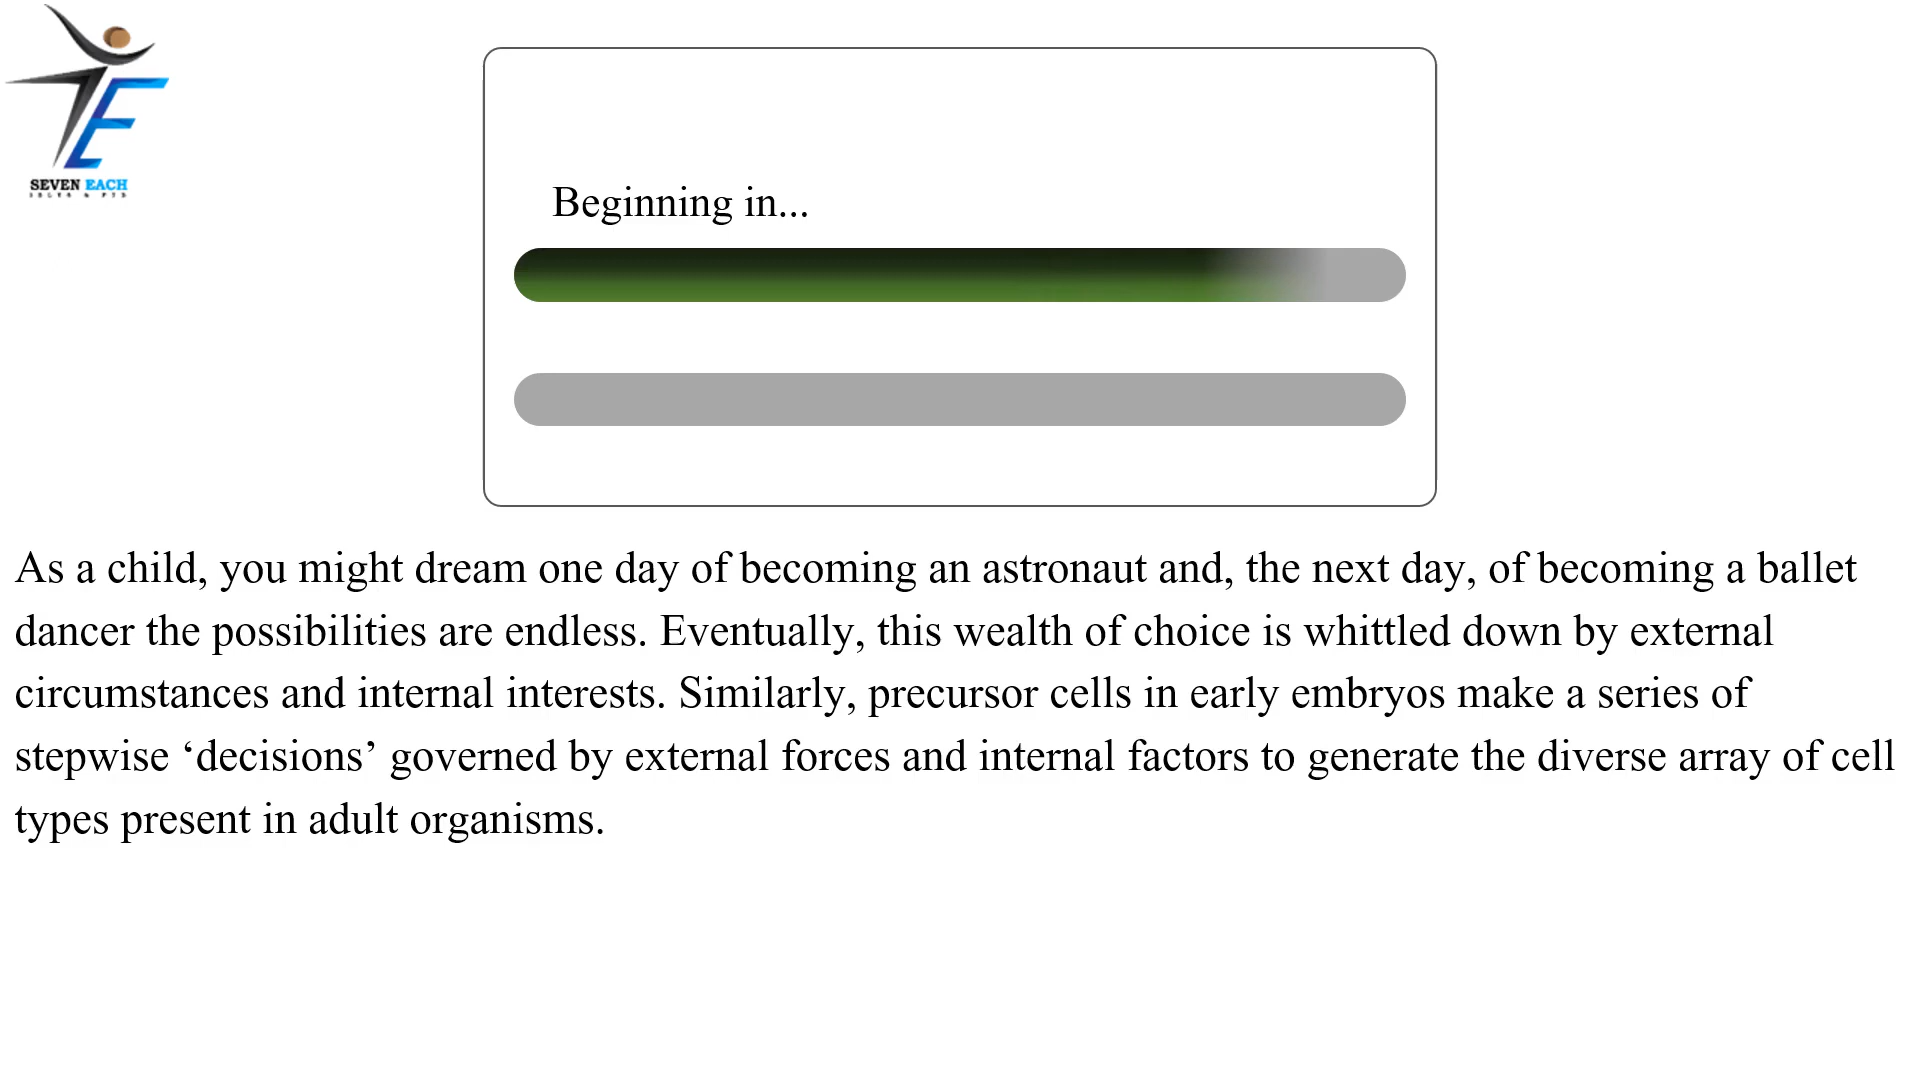 SEVEN EACH
Beginning in...
As a child, you might dream one day of becoming an astronaut and, the next day, of becoming a ballet
dancer the possibilities are endless. Eventually, this wealth of choice is whittled down by external
circumstances and internal interests. Similarly, precursor cells in early embryos make a series of
stepwise ‘decisions’ governed by external forces and internal factors to generate the diverse array of cell
types present in adult organisms.